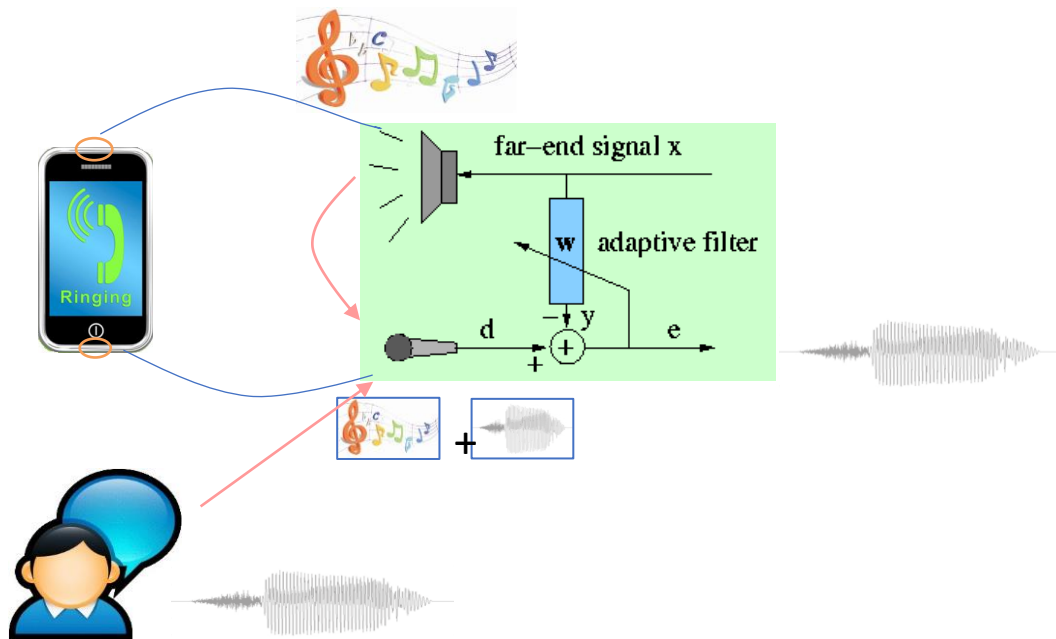 far-end signal x
w adaptive filter
Ringing
- y
d e
+ +
+